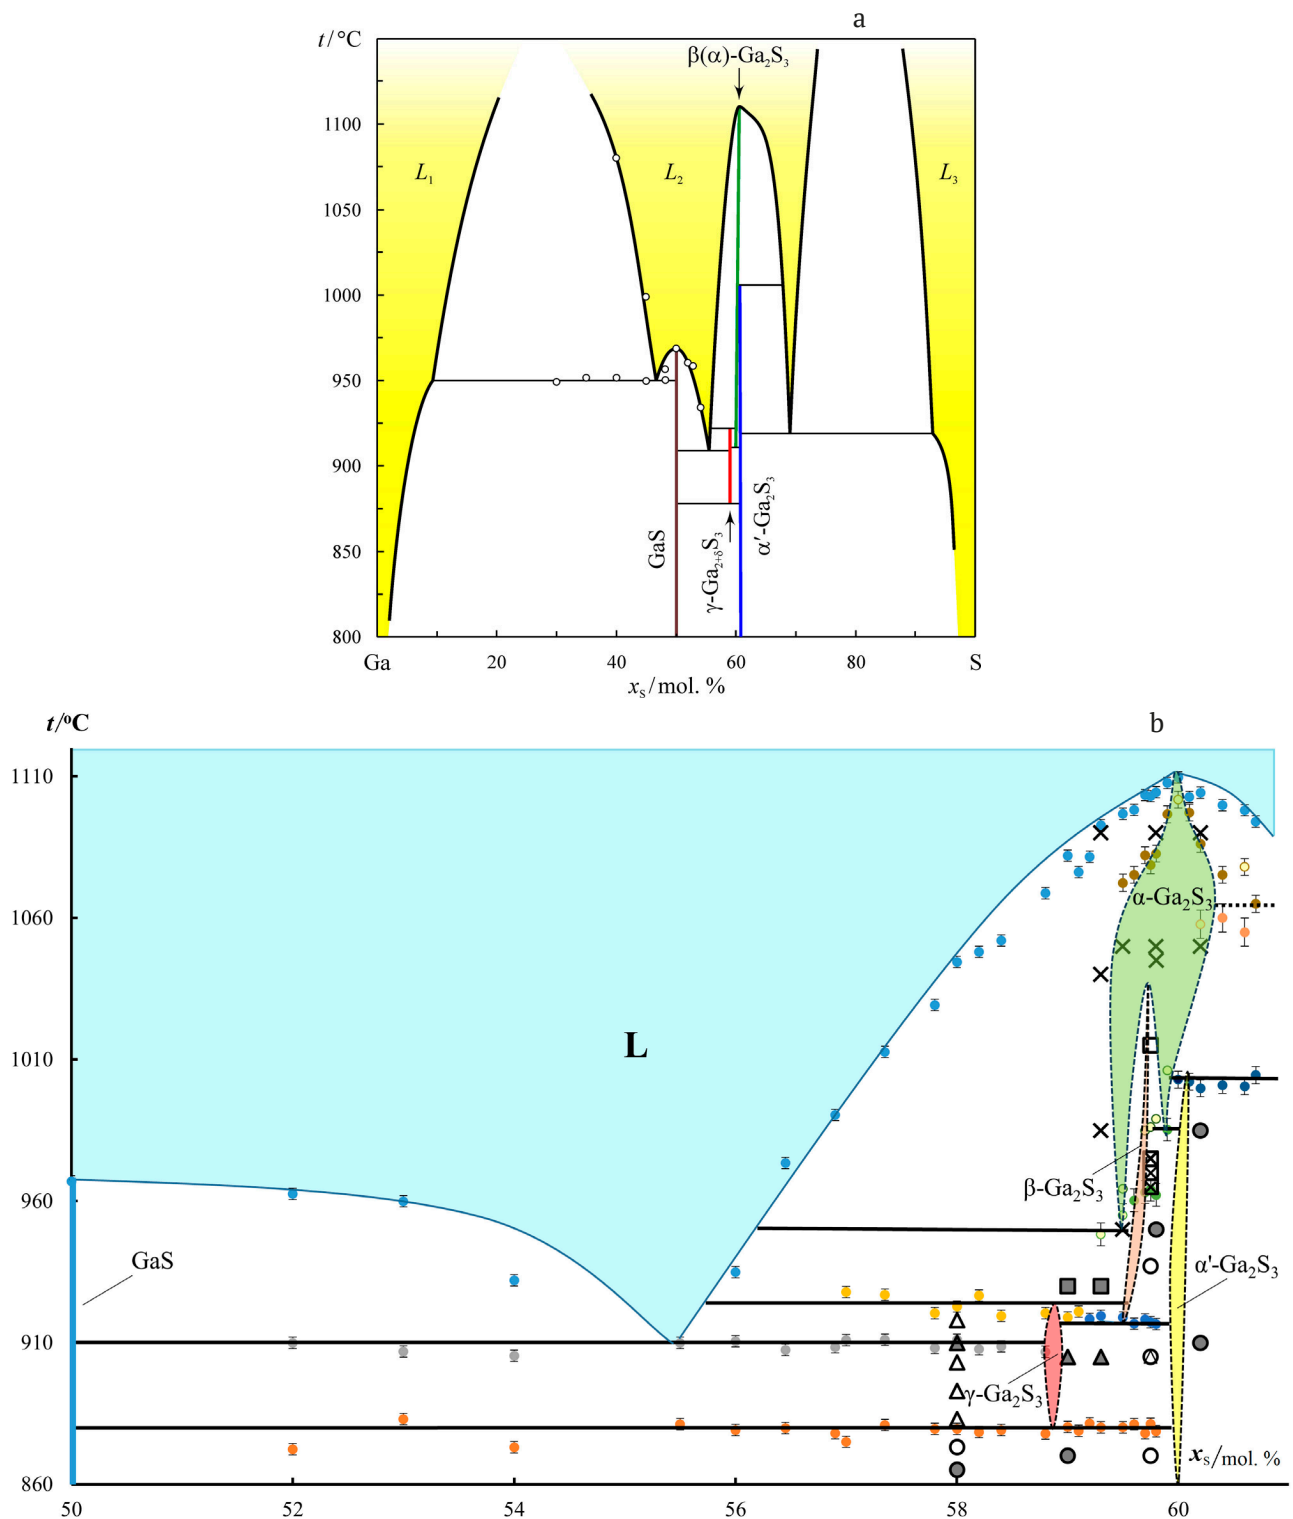 a
t/°C
β(α)-Ga₂S₃
1100
L₁
L₂
L₃
1050
1000
950
900
850
800
GaS
γ-Ga₂₊δS₃
α′-Ga₂S₃
Ga
20
40
60
80
S
xₛ/mol. %
t/ºC
b
1110
1060
1010
960
910
860
L
α-Ga₂S₃
β-Ga₂S₃
GaS
α'-Ga₂S₃
γ-Ga₂S₃
xₛ/mol. %
50
52
54
56
58
60